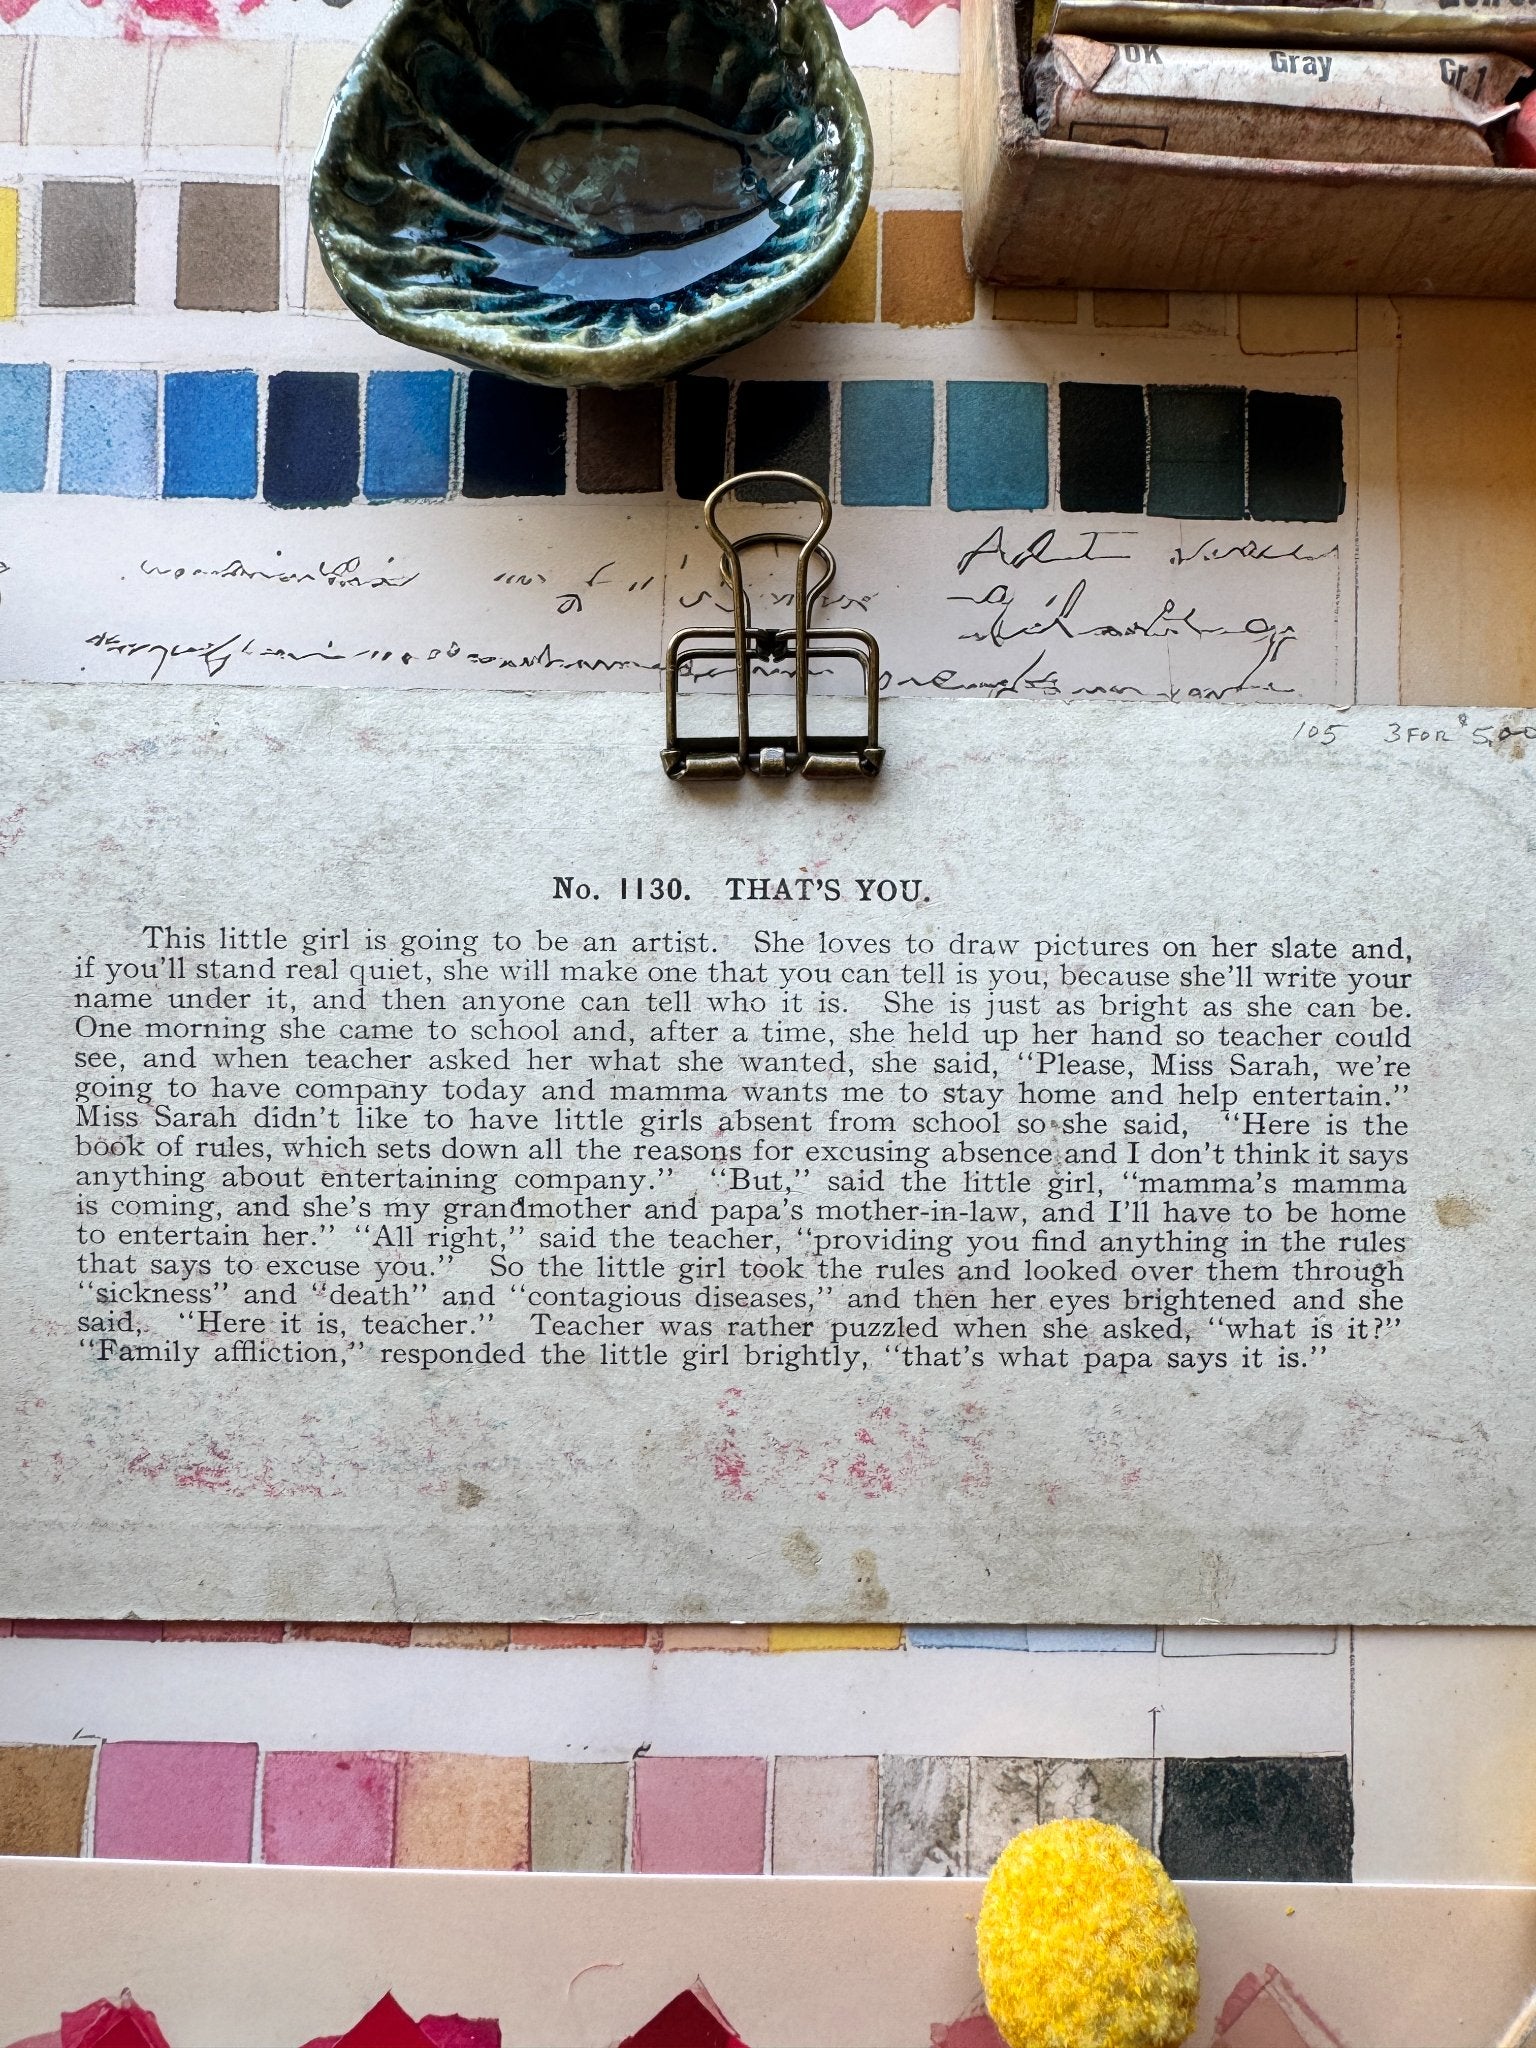 Gray Gr.1
105 3 FOR $5.00
No. 1130. THAT'S YOU.
This little girl is going to be an artist. She loves to draw pictures on her slate and,
if you'll stand real quiet, she will make one that you can tell is you, because she'll write your
name under it, and then anyone can tell who it is. She is just as bright as she can be.
One morning she came to school and, after a time, she held up her hand so teacher could
see, and when teacher asked her what she wanted, she said, "Please, Miss Sarah, we're
going to have company today and mamma wants me to stay home and help entertain."
Miss Sarah didn't like to have little girls absent from school so she said, "Here is the
book of rules, which sets down all the reasons for excusing absence and I don't think it says
anything about entertaining company." "But," said the little girl, "mamma's mamma
is coming, and she's my grandmother and papa's mother-in-law, and I'll have to be home
to entertain her." "All right," said the teacher, "providing you find anything in the rules
that says to excuse you." So the little girl took the rules and looked over them through
"sickness" and "death" and "contagious diseases," and then her eyes brightened and she
said, "Here it is, teacher." Teacher was rather puzzled when she asked, "what is it?"
"Family affliction," responded the little girl brightly, "that's what papa says it is."